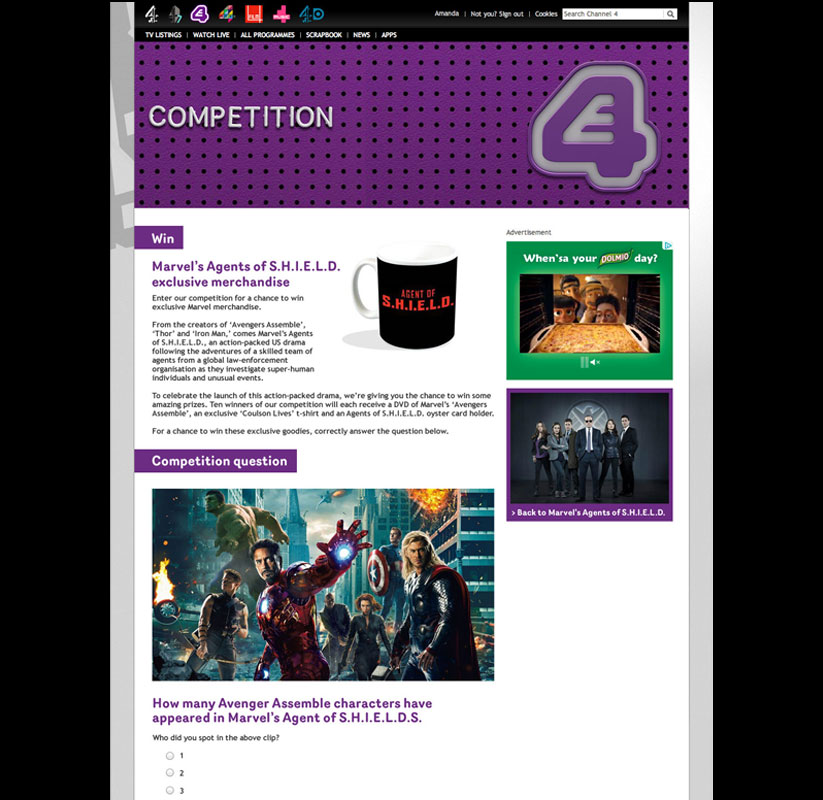 Amanda | Not you? Sign out | Cookies Search Channel 4
TV LISTINGS | WATCH LIVE | ALL PROGRAMMES | SCRAPBOOK | NEWS | APPS
COMPETITION
E4
Win
Marvel's Agents of S.H.I.E.L.D.
exclusive merchandise
Enter our competition for a chance to win
exclusive Marvel merchandise.
From the creators of 'Avengers Assemble',
'Thor' and 'Iron Man,' comes Marvel's Agents
of S.H.I.E.L.D., an action-packed US drama
following the adventures of a skilled team of
agents from a global law-enforcement
organisation as they investigate super-human
individuals and unusual events.
AGENT OF
S.H.I.E.L.D.
To celebrate the launch of this action-packed drama, we're giving you the chance to win some
amazing prizes. Ten winners of our competition will each receive a DVD of Marvel's 'Avengers
Assemble', an exclusive 'Coulson Lives' t-shirt and an Agents of S.H.I.E.L.D. oyster card holder.
For a chance to win these exclusive goodies, correctly answer the question below.
Competition question
How many Avenger Assemble characters have
appeared in Marvel's Agent of S.H.I.E.L.D.S.
Who did you spot in the above clip?
1
2
3
Advertisement
When'sa your DOLMIO day?
> Back to Marvel's Agents of S.H.I.E.L.D.